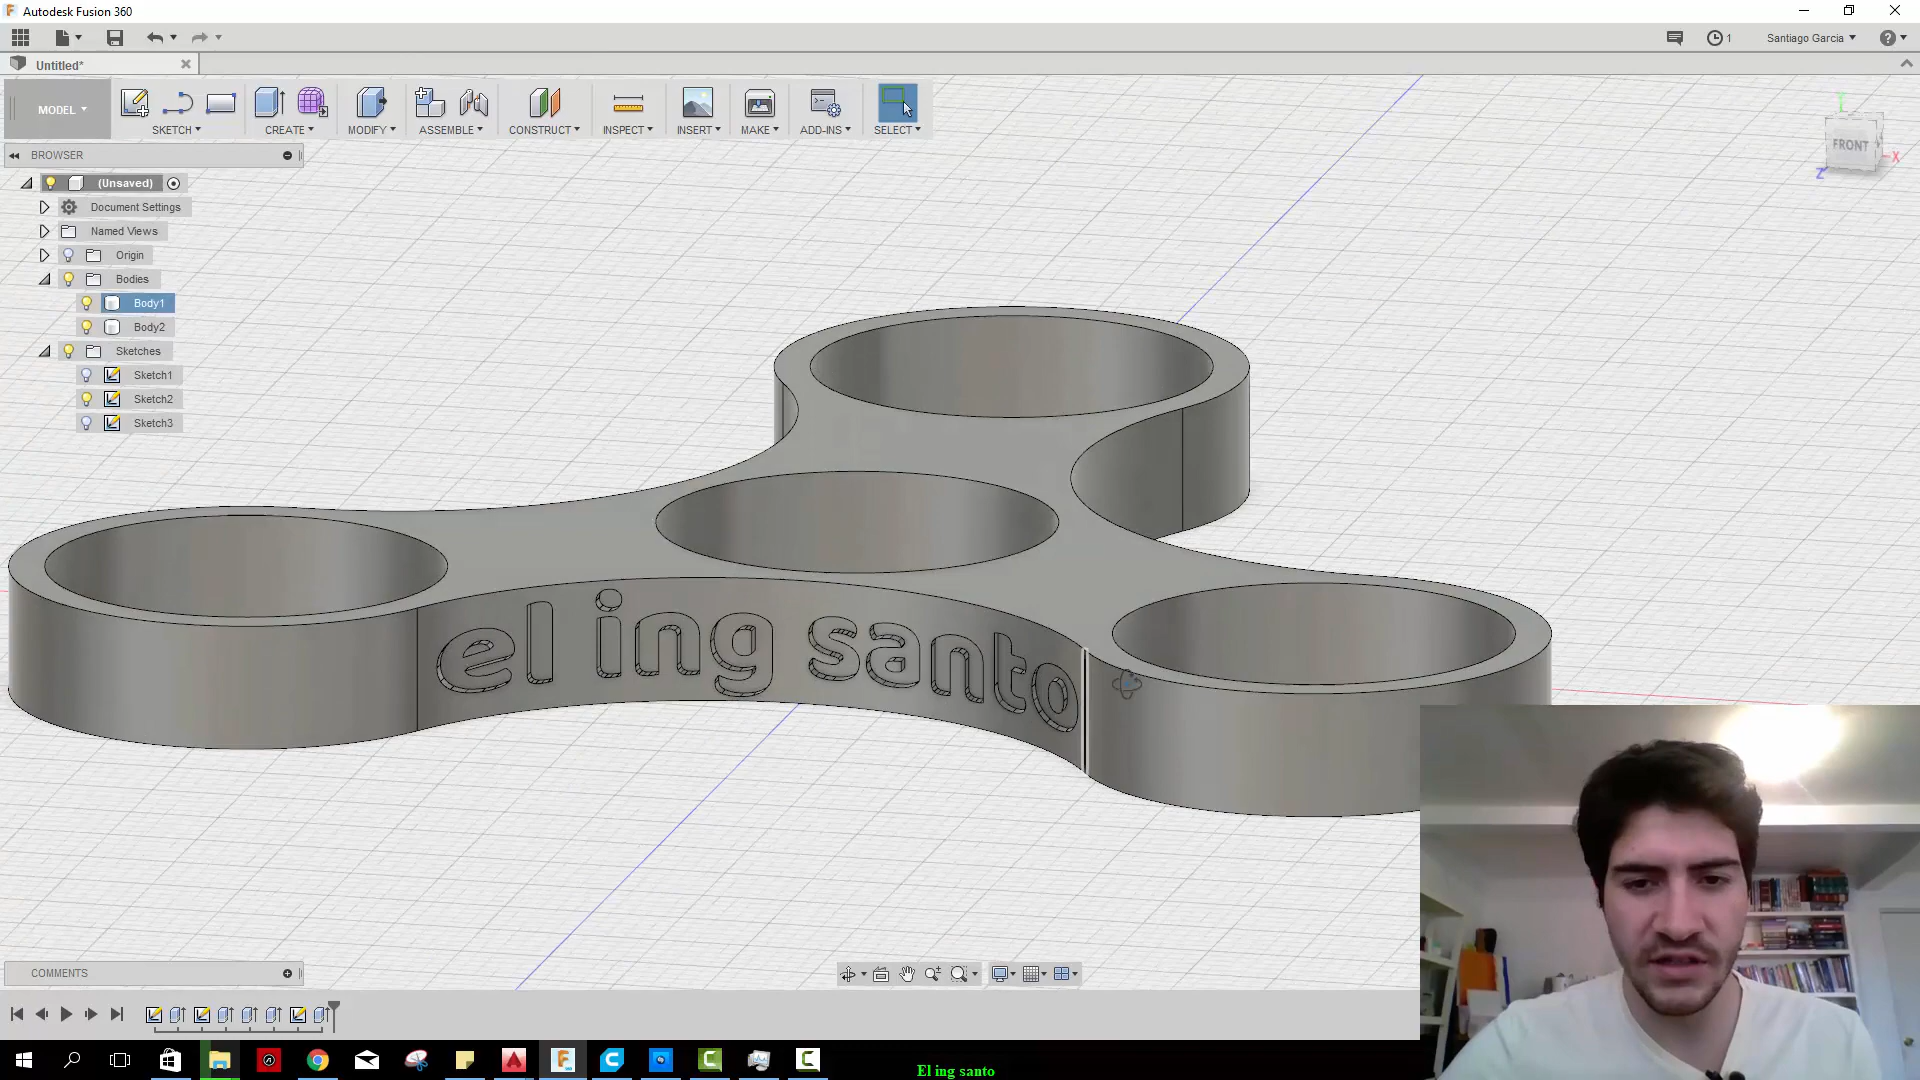 Autodesk Fusion 360
1
Santiago Garcia
Untitled*
MODEL
SKETCH
CREATE
MODIFY
ASSEMBLE
CONSTRUCT
INSPECT
INSERT
MAKE
ADD-INS
SELECT
Y
FRONT
X
Z
BROWSER
(Unsaved)
Document Settings
Named Views
Origin
Bodies
Body1
Body2
Sketches
Sketch1
Sketch2
Sketch3
el ing santo
COMMENTS
El ing santo